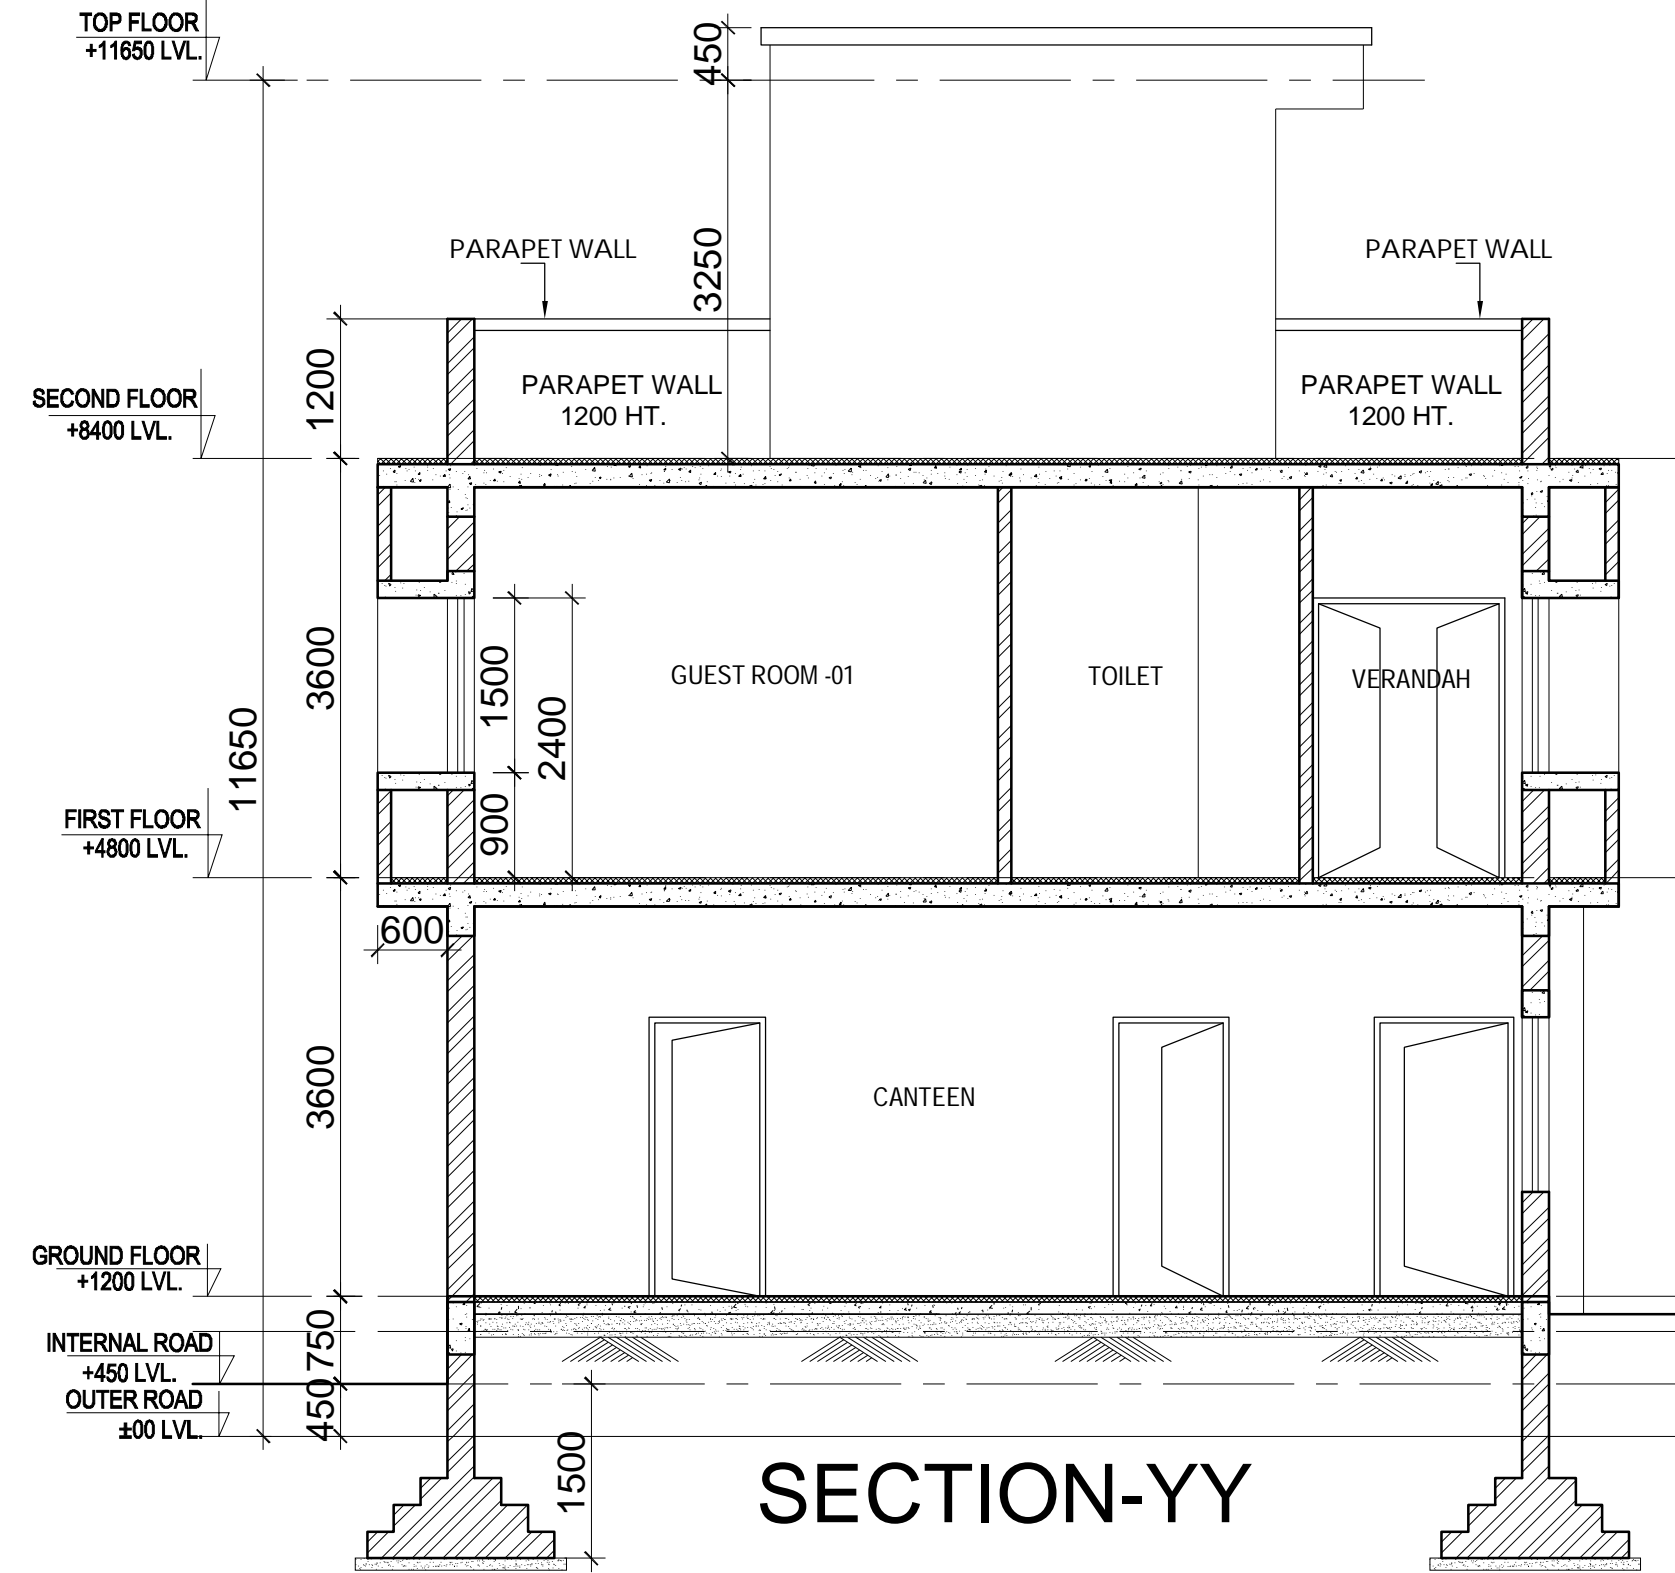 TOP FLOOR
+11650 LVL.
450
PARAPET WALL
3250
PARAPET WALL
1200
SECOND FLOOR
+8400 LVL.
PARAPET WALL
1200 HT.
PARAPET WALL
1200 HT.
3600
1500
2400
GUEST ROOM -01
TOILET
VERANDAH
11650
900
FIRST FLOOR
+4800 LVL.
600
3600
CANTEEN
GROUND FLOOR
+1200 LVL.
750
INTERNAL ROAD
+450 LVL.
450
OUTER ROAD
±00 LVL.
1500
SECTION-YY